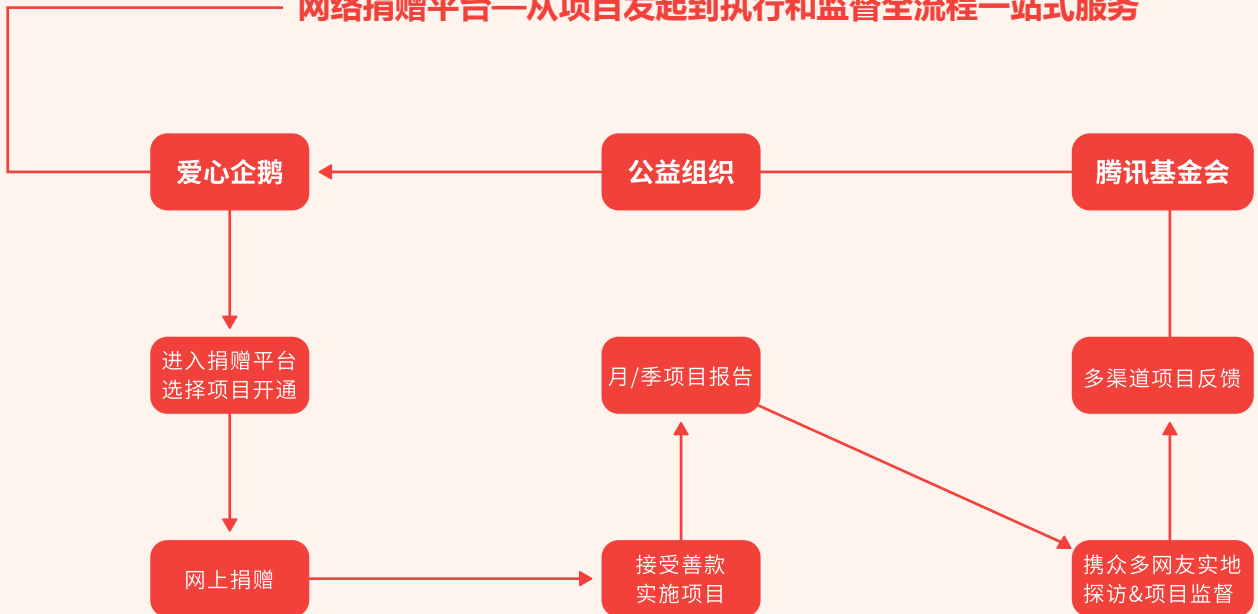 网络捐赠平台—从项目发起到执行和监督全流程一站式服务
爱心企鹅
公益组织
腾讯基金会
进入捐赠平台
选择项目开通
月/季项目报告
多渠道项目反馈
网上捐赠
接受善款
实施项目
携众多网友实地
探访&项目监督